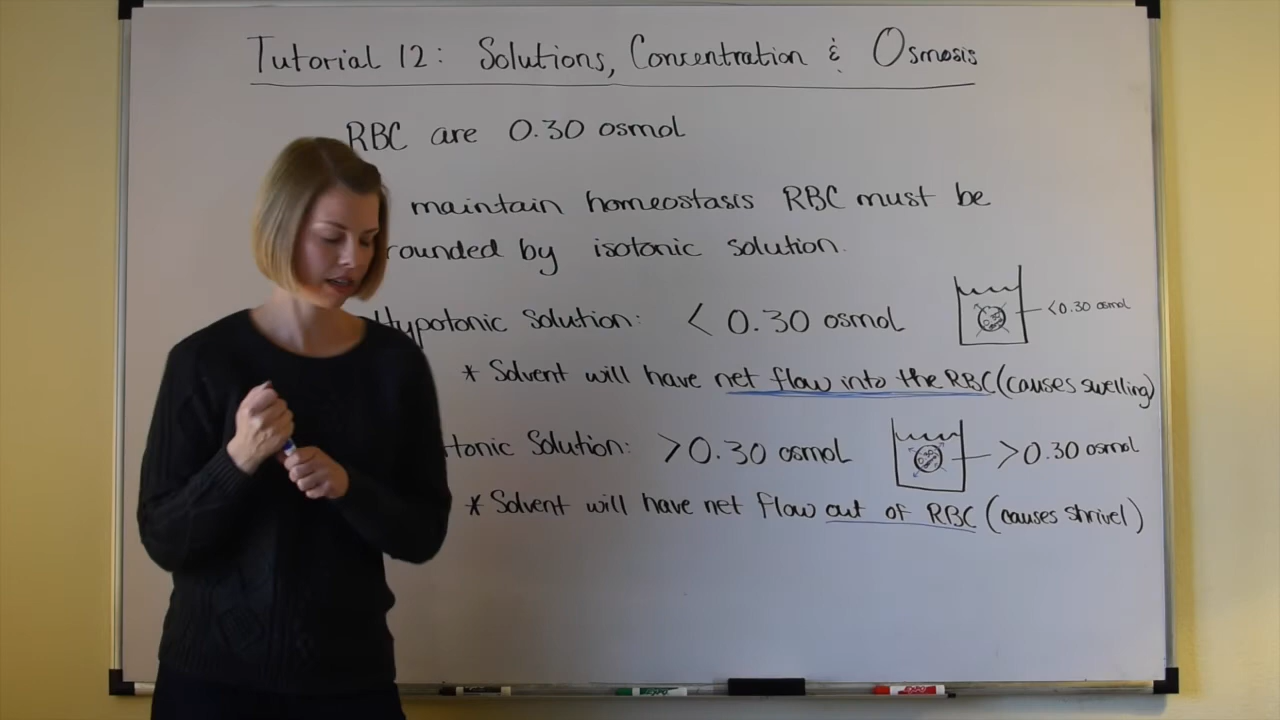 Tutorial 12: Solutions, Concentration & Osmosis
RBC are 0.30 osmol
maintain homeostasis RBC must be
rounded by isotonic solution.
Hypotonic Solution: < 0.30 osmol
< 0.30 osmol
* Solvent will have net flow into the RBC (causes swelling)
tonic Solution: >0.30 osmol
>0.30 osmol
* Solvent will have net flow out of RBC (causes shrivel)